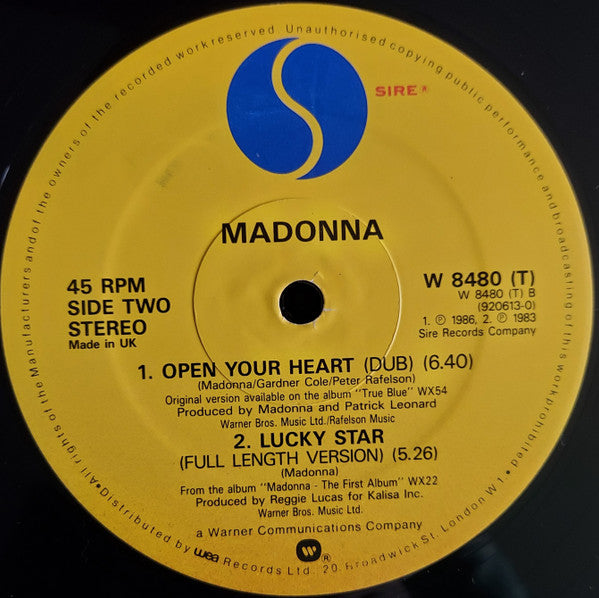 All rights of the Manufacturers and of the owners of the recorded work reserved. Unauthorised copying public performance and broadcasting of this work prohibited.
SIRE ®
MADONNA
45 RPM
SIDE TWO
STEREO
Made in UK
W 8480 (T)
W 8480 (T) B
(920613-0)
1. ℗ 1986, 2. ℗ 1983
Sire Records Company
1. OPEN YOUR HEART (DUB) (6.40)
(Madonna/Gardner Cole/Peter Rafelson)
Original version available on the album "True Blue" WX54
Produced by Madonna and Patrick Leonard
Warner Bros. Music Ltd./Rafelson Music
2. LUCKY STAR
(FULL LENGTH VERSION) (5.26)
(Madonna)
From the album "Madonna - The First Album" WX22
Produced by Reggie Lucas for Kalisa Inc.
Warner Bros. Music Ltd.
a Warner Communications Company
®
• Distributed by wea Records Ltd. 20. Broadwick St. London W1 •